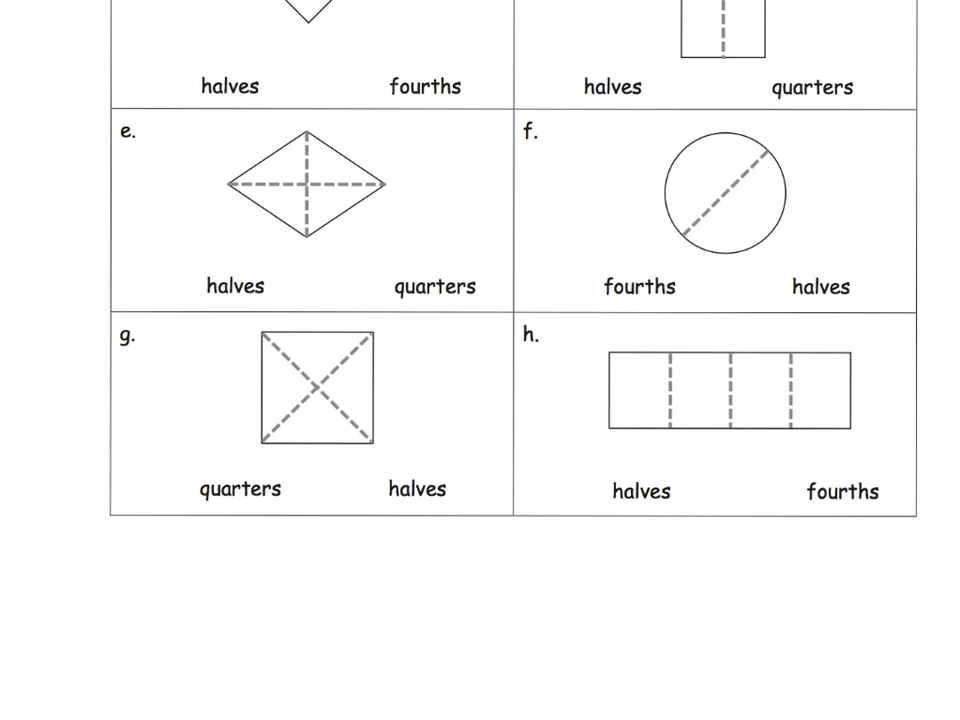 halves fourths
halves quarters
e.
halves quarters
f.
fourths halves
g.
quarters halves
h.
halves fourths